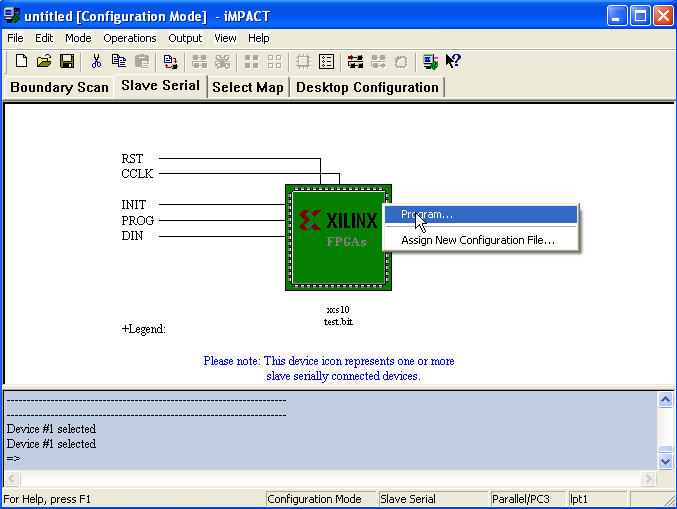 untitled [Configuration Mode] - iMPACT
File Edit Mode Operations Output View Help
Boundary Scan Slave Serial Select Map Desktop Configuration
RST
CCLK
INIT
PROG
DIN
XILINX
FPGAs
Program...
Assign New Configuration File...
xcs10
test.bit
+Legend:
Please note: This device icon represents one or more
slave serially connected devices.
----------------------------------------------------------------------
----------------------------------------------------------------------
Device #1 selected
Device #1 selected
=>
For Help, press F1 Configuration Mode Slave Serial Parallel/PC3 lpt1